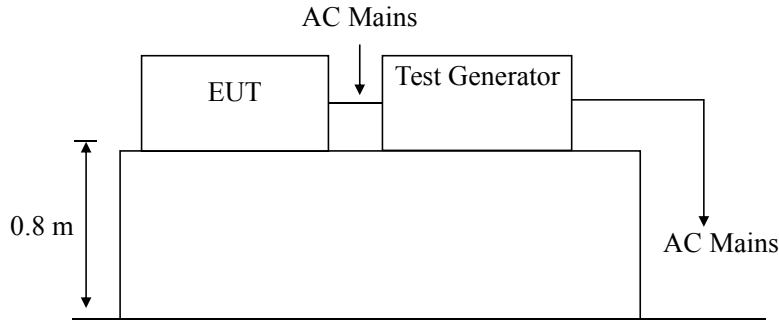 AC Mains
EUT
Test Generator
0.8 m
AC Mains